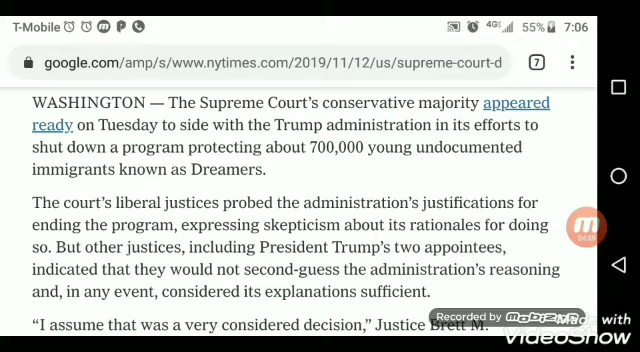 T-Mobile 4G 55% 7:06
google.com/amp/s/www.nytimes.com/2019/11/12/us/supreme-court-d 7
WASHINGTON — The Supreme Court's conservative majority appeared
ready on Tuesday to side with the Trump administration in its efforts to
shut down a program protecting about 700,000 young undocumented
immigrants known as Dreamers.
The court's liberal justices probed the administration's justifications for
ending the program, expressing skepticism about its rationales for doing
so. But other justices, including President Trump's two appointees,
indicated that they would not second-guess the administration's reasoning
and, in any event, considered its explanations sufficient.
Recorded by
"I assume that was a very considered decision," Justice Brett M.
Made with
VideoShow